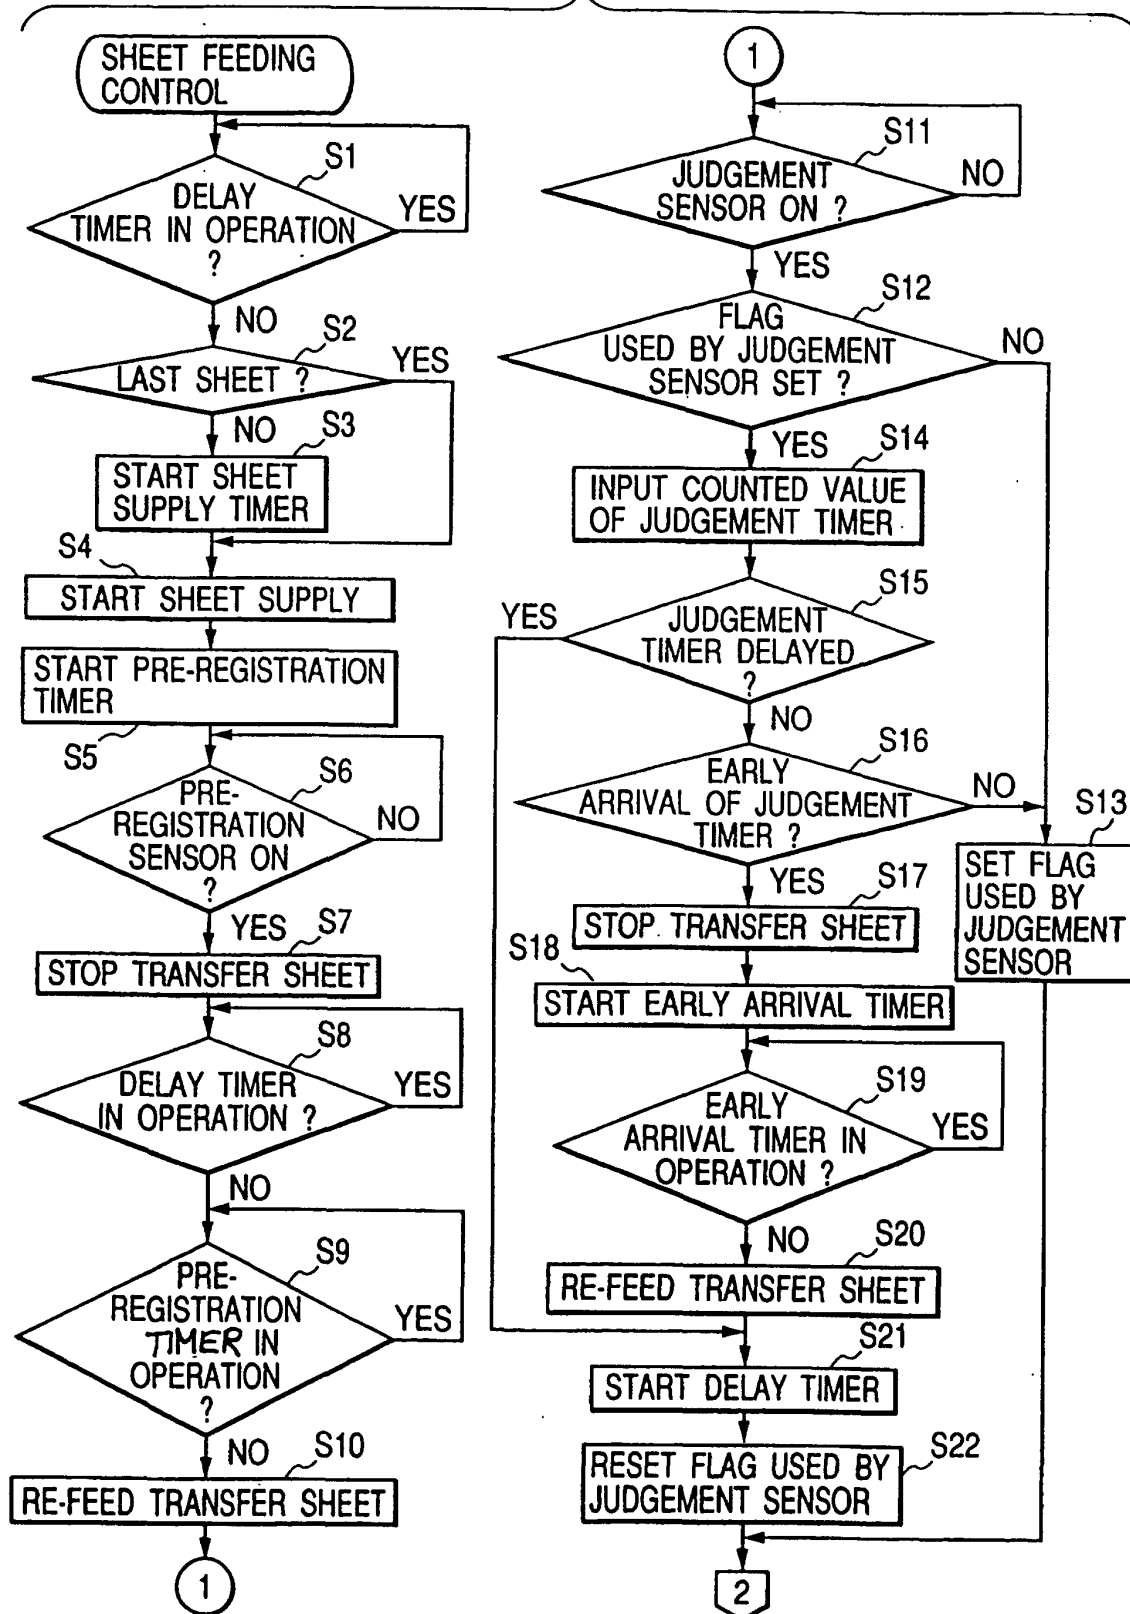 SHEET FEEDING
CONTROL
S1
DELAY
TIMER IN OPERATION
?
YES
NO
S2
LAST SHEET ?
YES
NO
S3
START SHEET
SUPPLY TIMER
S4
START SHEET SUPPLY
START PRE-REGISTRATION
TIMER
S5
S6
PRE-
REGISTRATION
SENSOR ON
?
NO
YES
S7
STOP TRANSFER SHEET
S8
DELAY TIMER
IN OPERATION ?
YES
NO
S9
PRE-
REGISTRATION
TIMER IN
OPERATION
?
YES
NO
S10
RE-FEED TRANSFER SHEET
1
1
S11
JUDGEMENT
SENSOR ON ?
NO
YES
S12
FLAG
USED BY JUDGEMENT
SENSOR SET ?
NO
YES
S14
INPUT COUNTED VALUE
OF JUDGEMENT TIMER
S15
YES
JUDGEMENT
TIMER DELAYED
?
NO
S16
EARLY
ARRIVAL OF JUDGEMENT
TIMER ?
NO
S13
SET FLAG
USED BY
JUDGEMENT
SENSOR
YES
S17
STOP TRANSFER SHEET
S18
START EARLY ARRIVAL TIMER
S19
EARLY
ARRIVAL TIMER IN
OPERATION ?
YES
NO
S20
RE-FEED TRANSFER SHEET
S21
START DELAY TIMER
S22
RESET FLAG USED BY
JUDGEMENT SENSOR
2